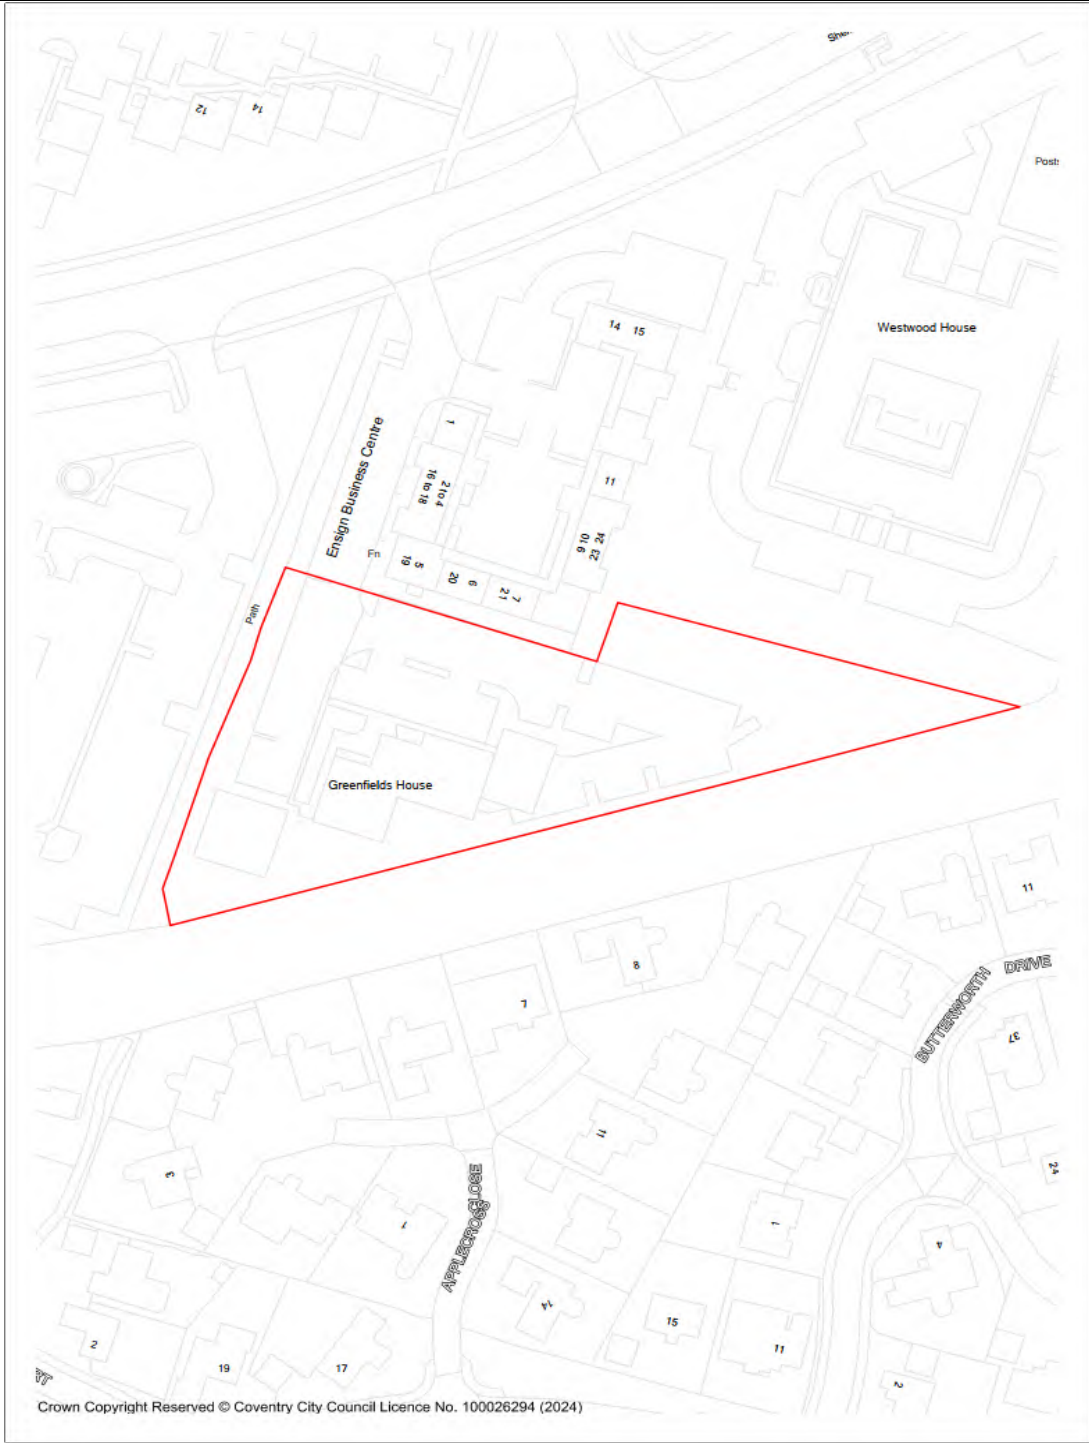 12
14
Posts
Westwood House
14 15
1
Ensign Business Centre
2 to 4
16 to 18
11
9 10
23 24
Fn
5
19
6
20
7
21
Path
Greenfields House
11
8
7
BUTTERWORTH DRIVE
37
11
24
3
1
APPLECROSS CLOSE
1
4
14
15
11
2
19
17
2
Crown Copyright Reserved © Coventry City Council Licence No. 100026294 (2024)